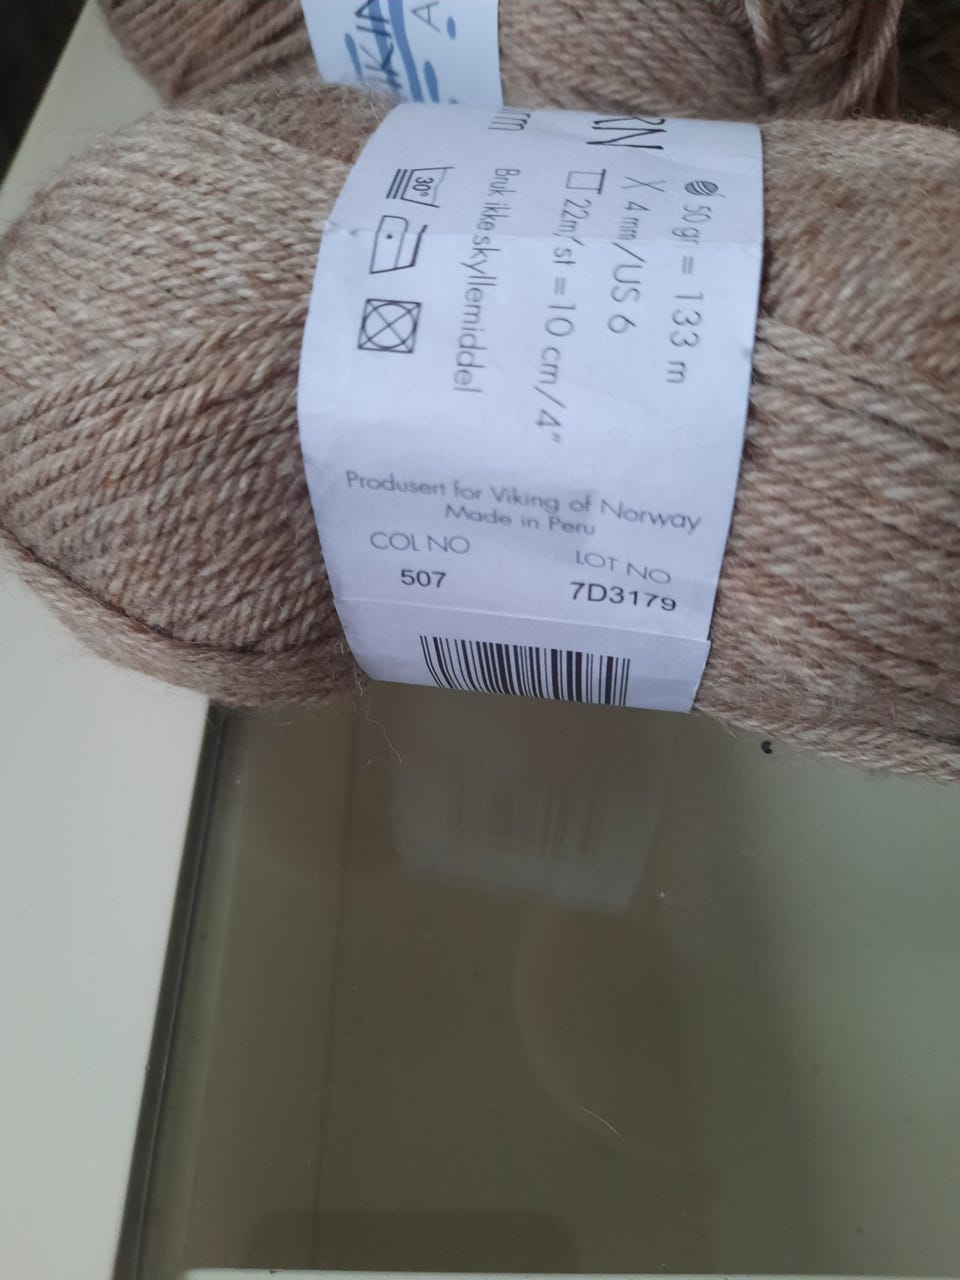 RN
50 gr = 133 m
4 mm/US 6
22m/st = 10 cm/4"
Bruk ikke skyllemiddel
30°
Produsert for Viking of Norway
Made in Peru
COL NO
507
LOT NO
7D3179